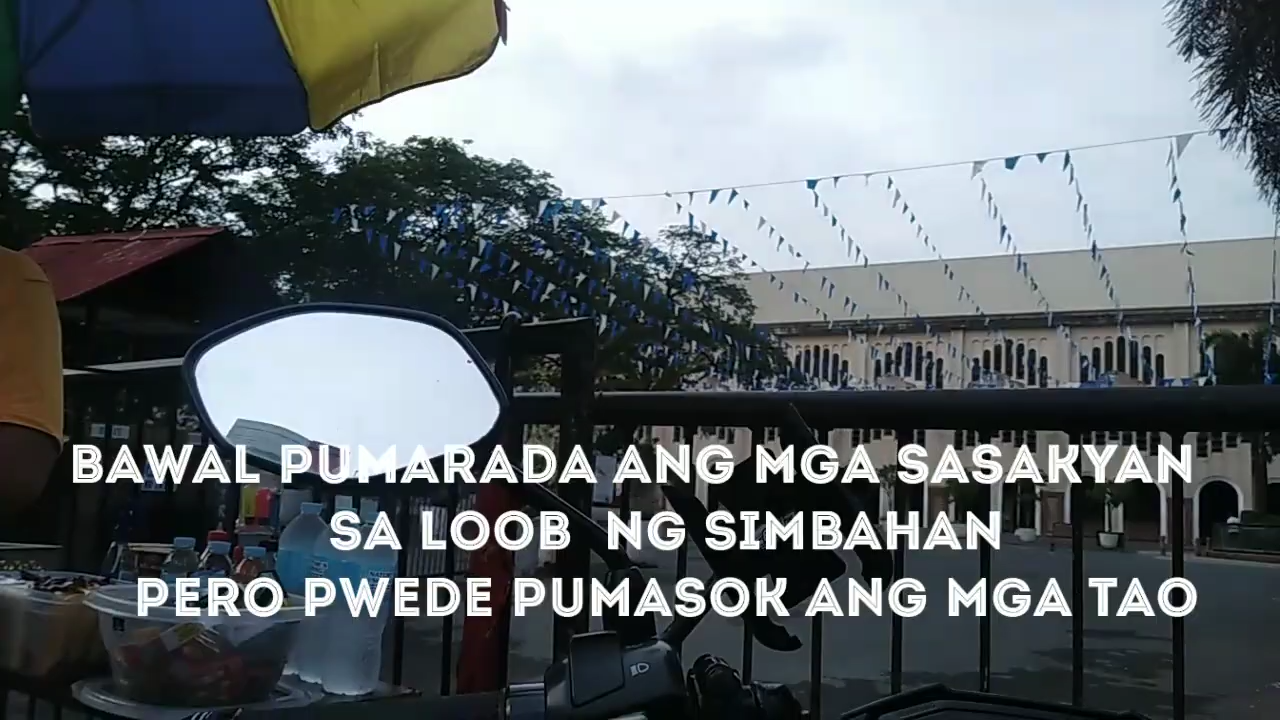 BAWAL PUMARADA ANG MGA SASAKYAN
SA LOOB NG SIMBAHAN
PERO PWEDE PUMASOK ANG MGA TAO